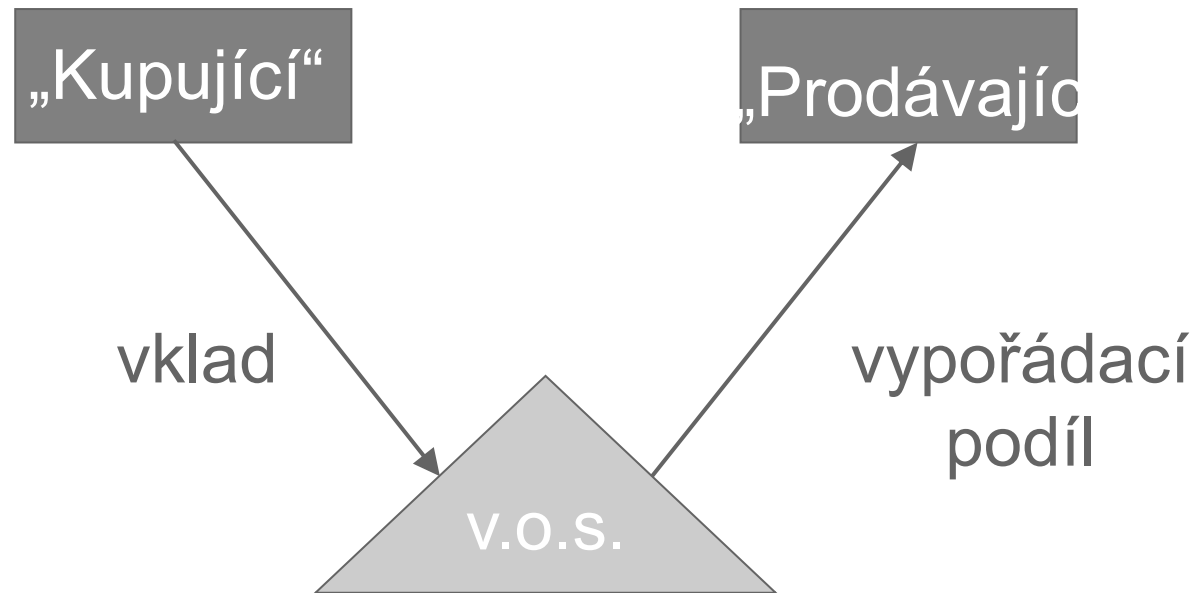 „Kupující“
„Prodávajíc
vklad
vypořádací
podíl
v.o.s.